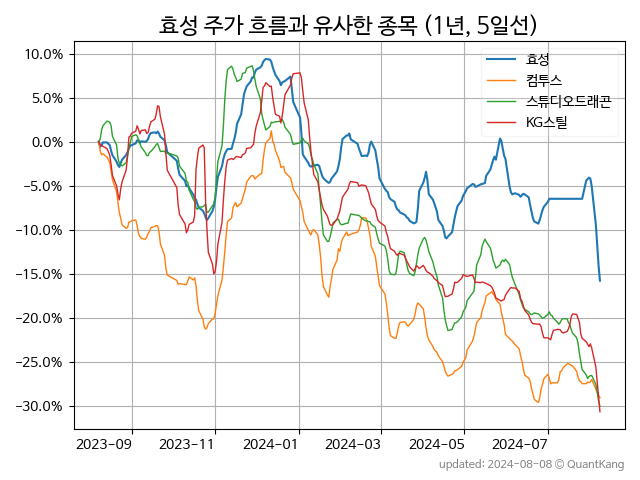 효성 주가 흐름과 유사한 종목 (1년, 5일선)
효성
컴투스
스튜디오드래곤
KG스틸
10.0%
5.0%
0.0%
-5.0%
-10.0%
-15.0%
-20.0%
-25.0%
-30.0%
2023-09 2023-11 2024-01 2024-03 2024-05 2024-07
updated: 2024-08-08 © QuantKang